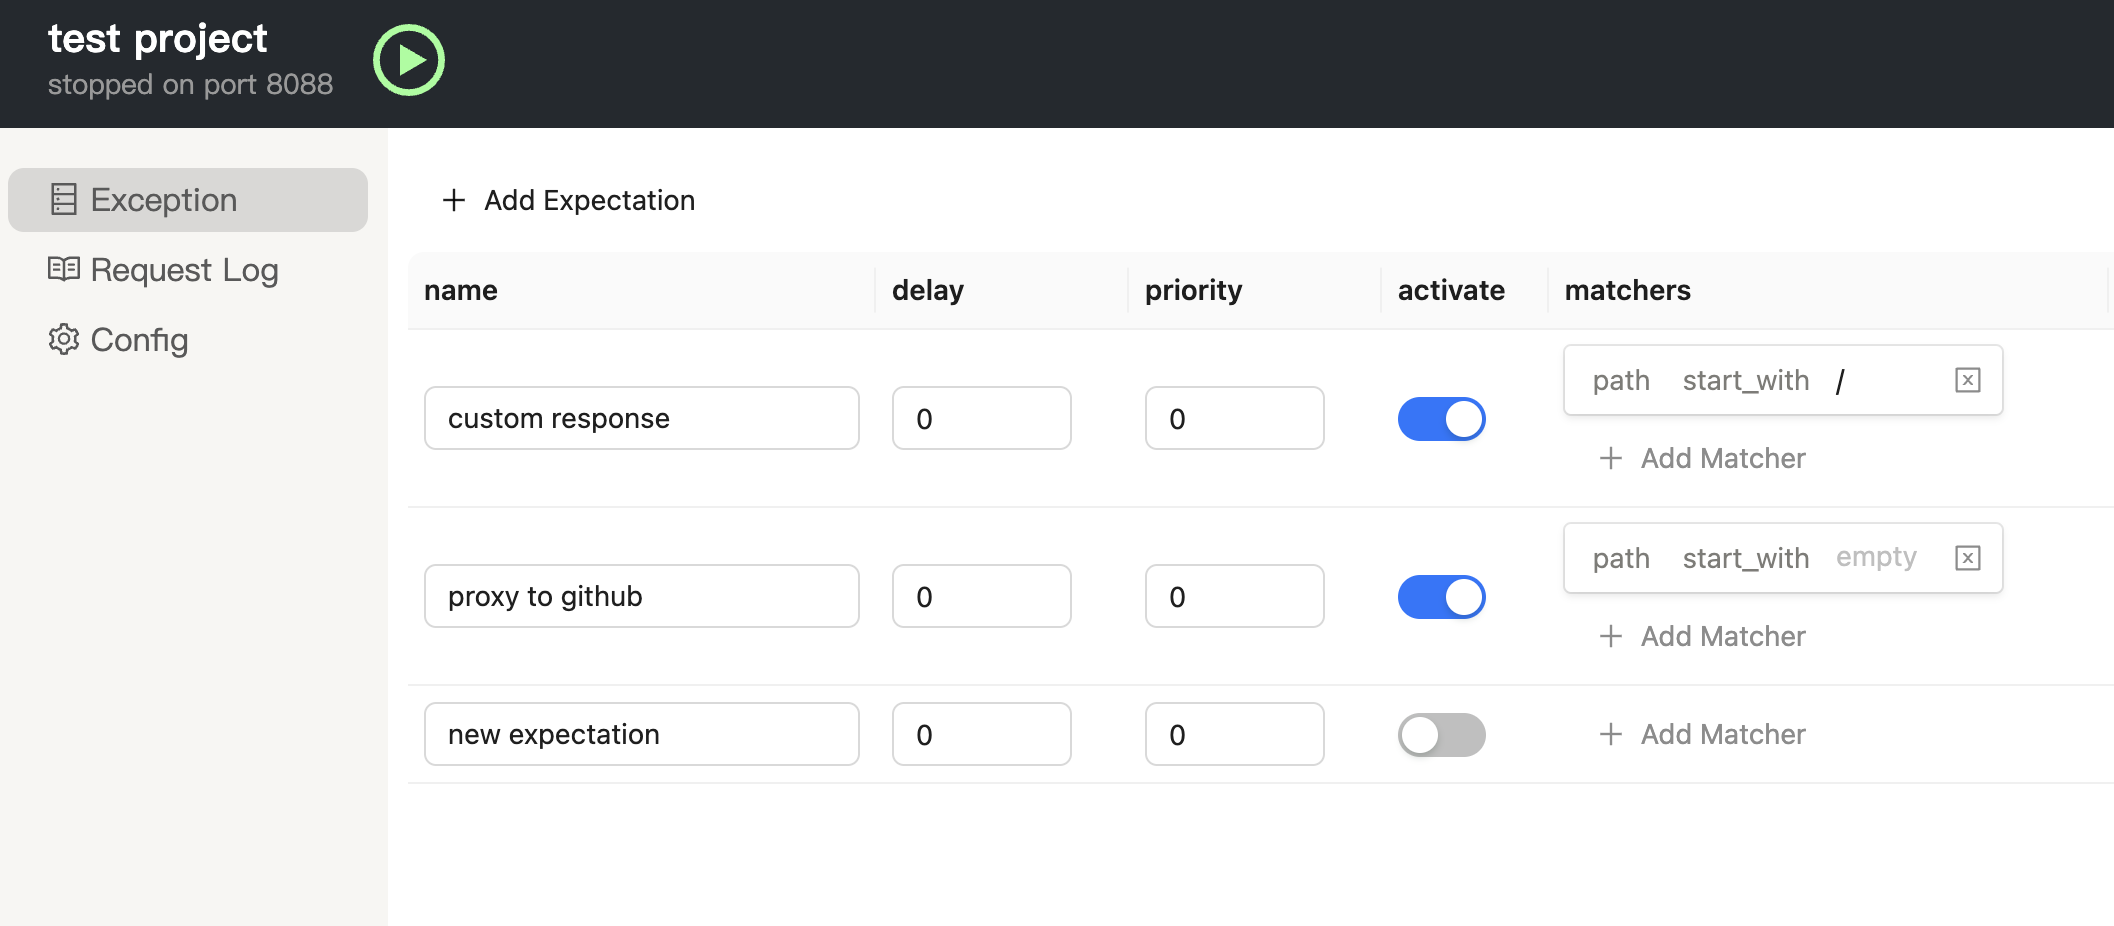 test project
stopped on port 8088
Exception
Request Log
Config
+ Add Expectation
name delay priority activate matchers
custom response 0 0 path start_with /
+ Add Matcher
proxy to github 0 0 path start_with empty
+ Add Matcher
new expectation 0 0 + Add Matcher